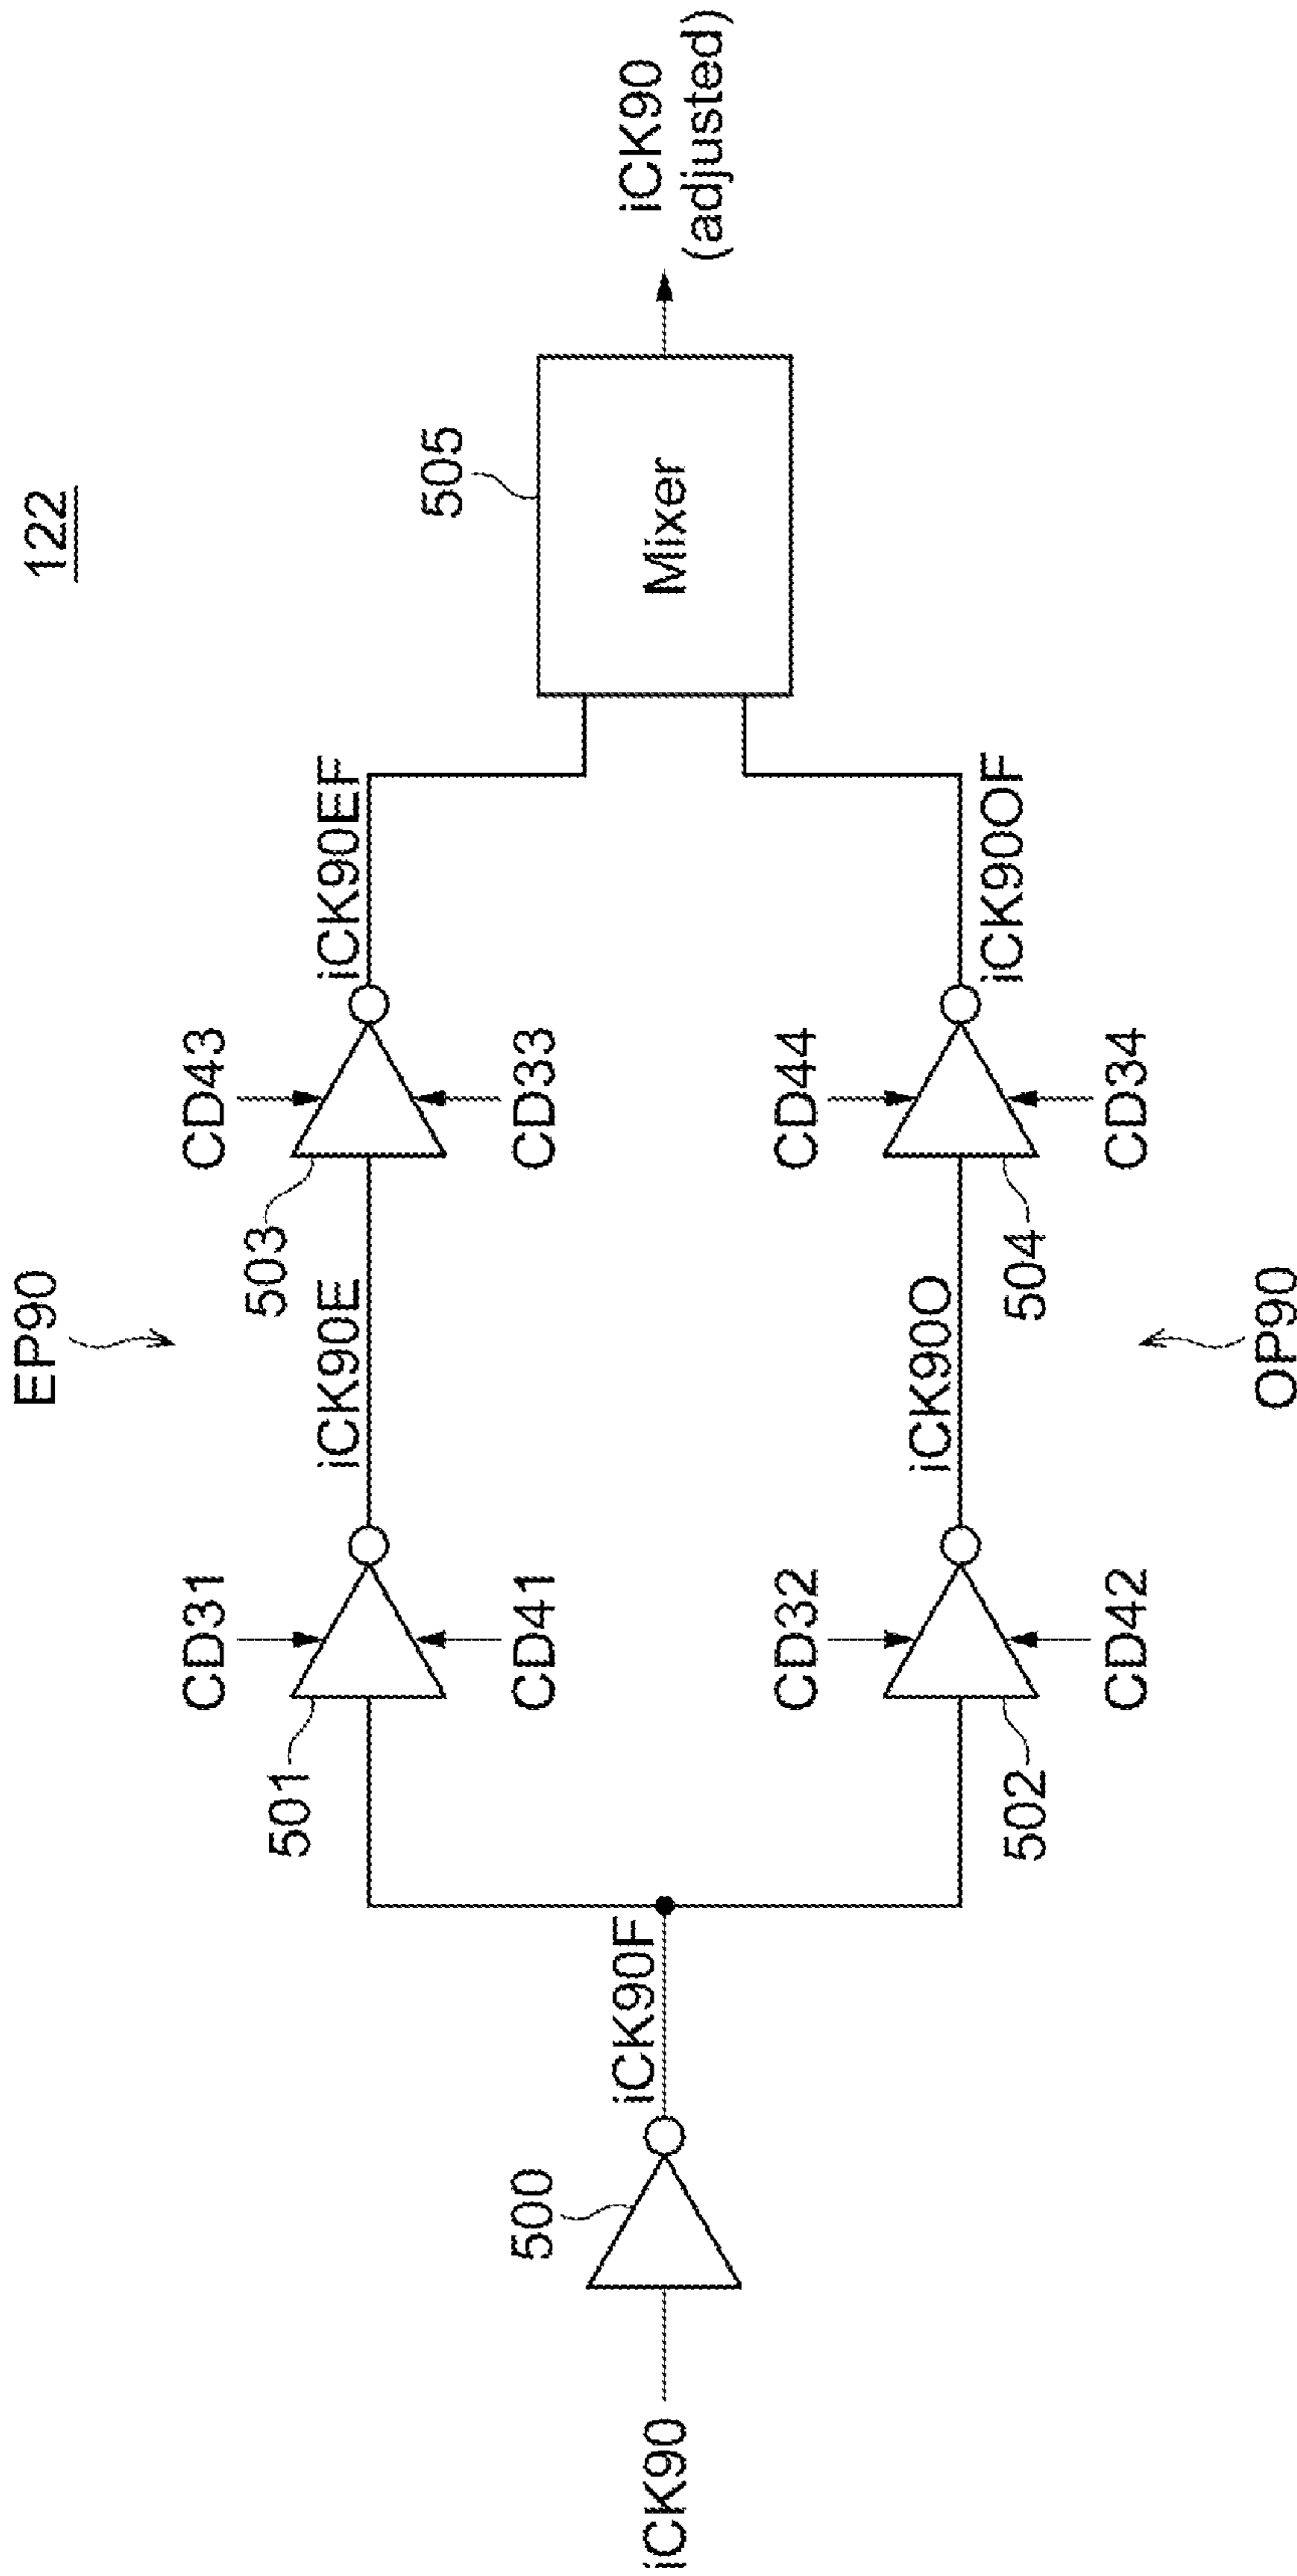 122
EP90
CD31
CD43
501
iCK90E
503
iCK90EF
CD41
CD33
505
500
iCK90
iCK90F
Mixer
iCK90
(adjusted)
CD32
CD44
iCK90O
502
504
iCK90OF
CD42
CD34
OP90